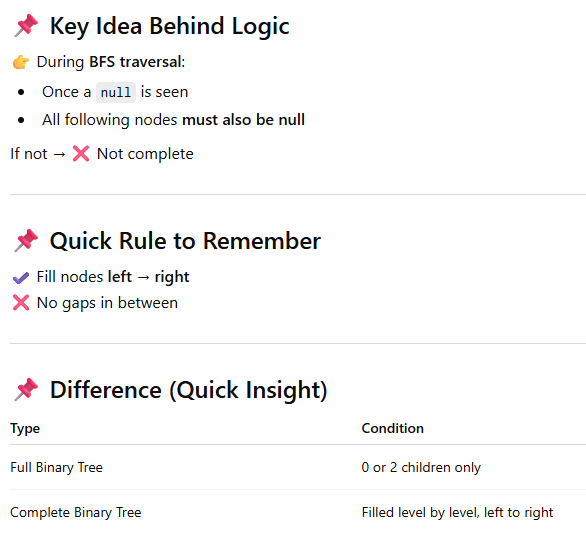 📌 Key Idea Behind Logic
👉 During BFS traversal:
• Once a null is seen
• All following nodes must also be null
If not → ❌ Not complete
📌 Quick Rule to Remember
✔ Fill nodes left → right
❌ No gaps in between
📌 Difference (Quick Insight)
Type Condition
Full Binary Tree 0 or 2 children only
Complete Binary Tree Filled level by level, left to right